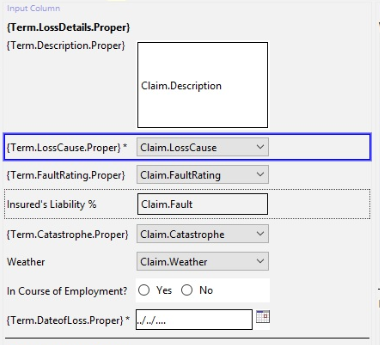 Input Column
{Term.LossDetails.Proper}
{Term.Description.Proper}
Claim.Description
{Term.LossCause.Proper} * Claim.LossCause
{Term.FaultRating.Proper} Claim.FaultRating
Insured's Liability % Claim.Fault
{Term.Catastrophe.Proper} Claim.Catastrophe
Weather Claim.Weather
In Course of Employment? Yes No
{Term.DateofLoss.Proper} * ../../....